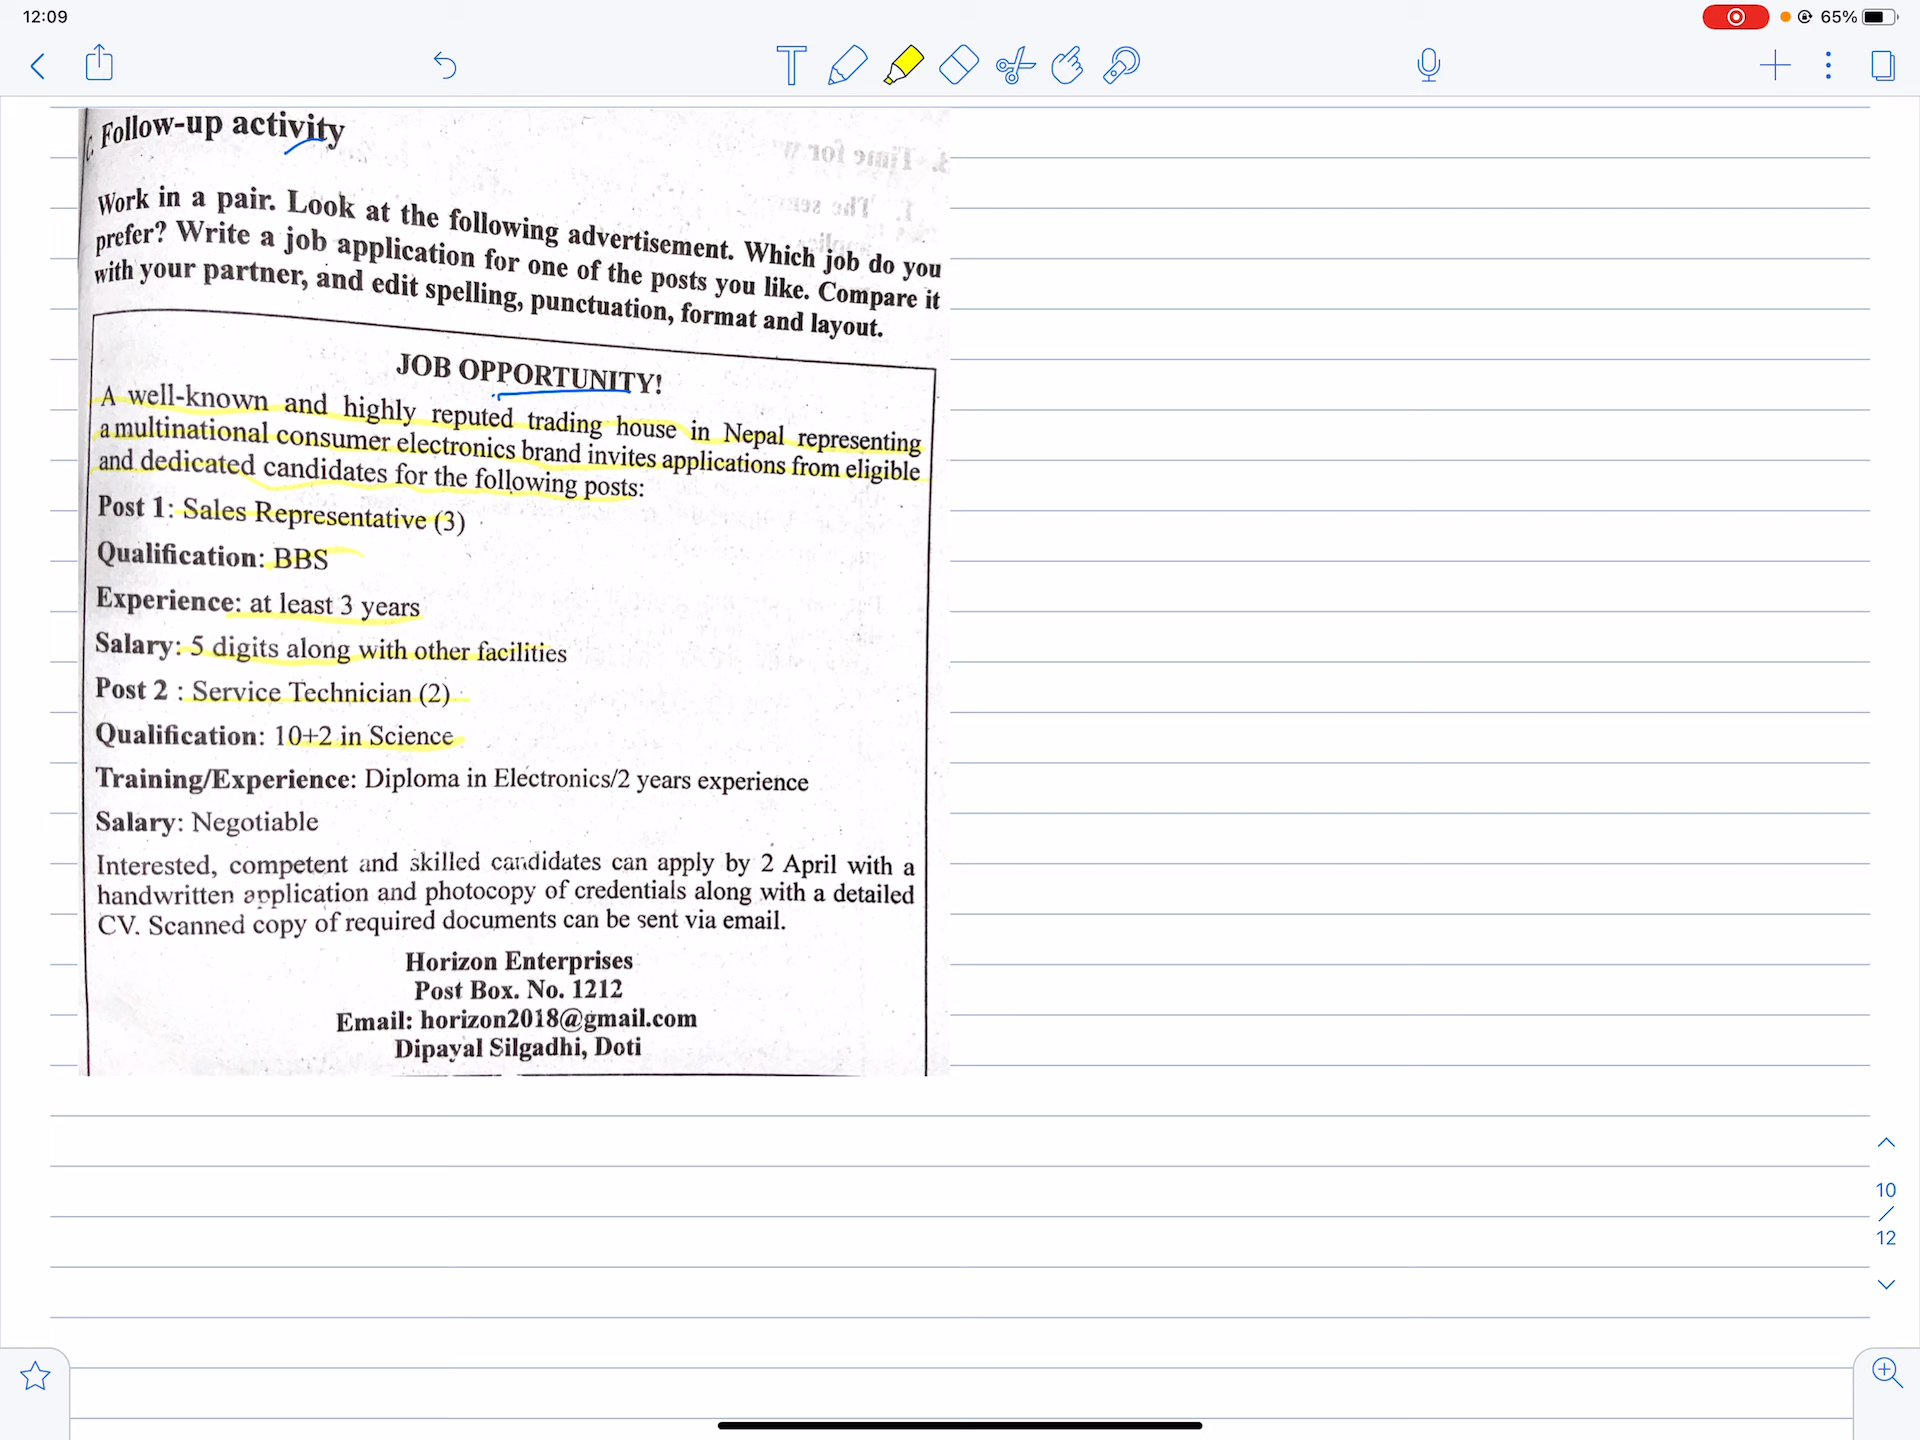 12:09
65%
C. Follow-up activity
Work in a pair. Look at the following advertisement. Which job do you
prefer? Write a job application for one of the posts you like. Compare it
with your partner, and edit spelling, punctuation, format and layout.
JOB OPPORTUNITY!
A well-known and highly reputed trading house in Nepal representing
a multinational consumer electronics brand invites applications from eligible
and dedicated candidates for the following posts:
Post 1: Sales Representative (3)
Qualification: BBS
Experience: at least 3 years
Salary: 5 digits along with other facilities
Post 2 : Service Technician (2)
Qualification: 10+2 in Science
Training/Experience: Diploma in Electronics/2 years experience
Salary: Negotiable
Interested, competent and skilled candidates can apply by 2 April with a
handwritten application and photocopy of credentials along with a detailed
CV. Scanned copy of required documents can be sent via email.
Horizon Enterprises
Post Box. No. 1212
Email: horizon2018@gmail.com
Dipayal Silgadhi, Doti
10
/
12